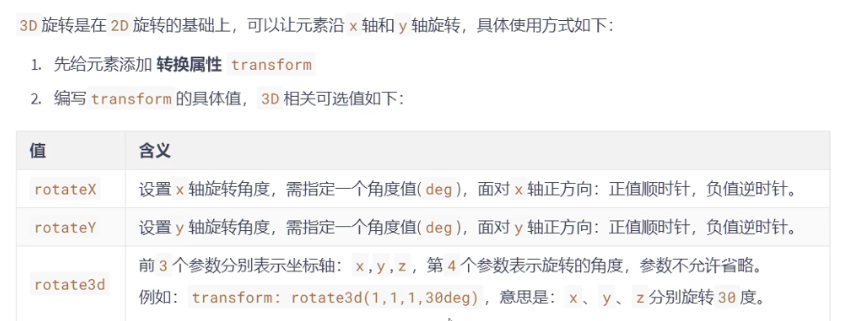 3D 旋转是在 2D 旋转的基础上，可以让元素沿 x 轴和 y 轴旋转，具体使用方式如下：
1. 先给元素添加 转换属性 transform
2. 编写 transform 的具体值， 3D 相关可选值如下：
值 含义
rotateX 设置 x 轴旋转角度，需指定一个角度值( deg )，面对 x 轴正方向：正值顺时针，负值逆时针。
rotateY 设置 y 轴旋转角度，需指定一个角度值( deg )，面对 y 轴正方向：正值顺时针，负值逆时针。
rotate3d 前 3 个参数分别表示坐标轴： x , y , z ，第 4 个参数表示旋转的角度，参数不允许省略。
例如： transform: rotate3d(1,1,1,30deg) ，意思是： x 、 y 、 z 分别旋转 30 度。